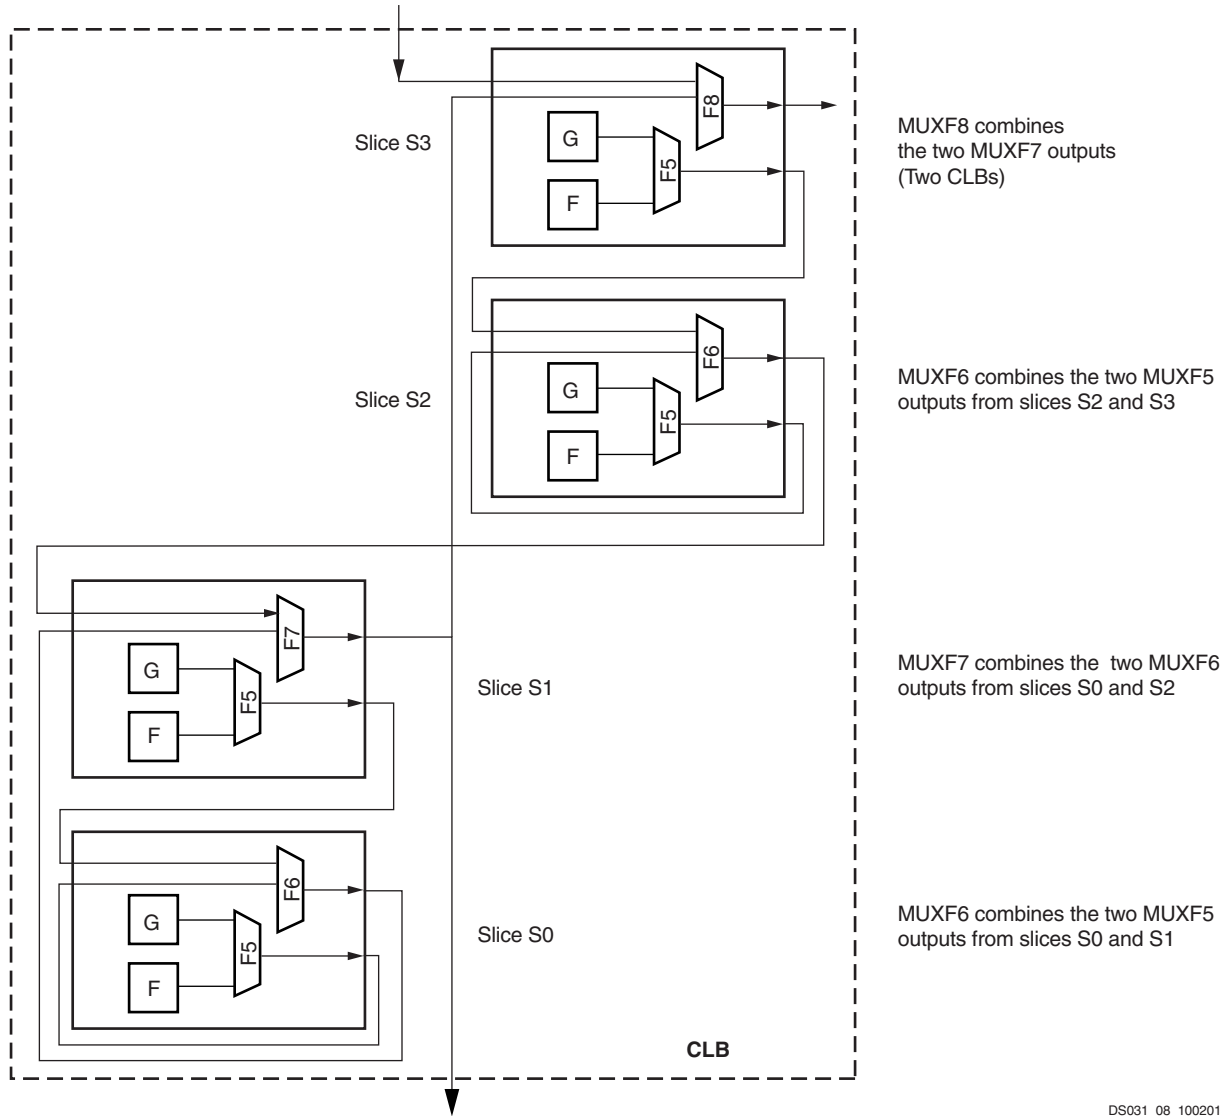 F8
Slice S3
G
F5
F
MUXF8 combines
the two MUXF7 outputs
(Two CLBs)
F6
Slice S2
G
F5
F
MUXF6 combines the two MUXF5
outputs from slices S2 and S3
F7
G
F5
F
Slice S1
MUXF7 combines the two MUXF6
outputs from slices S0 and S2
F6
G
F5
F
Slice S0
MUXF6 combines the two MUXF5
outputs from slices S0 and S1
CLB
DS031_08_100201